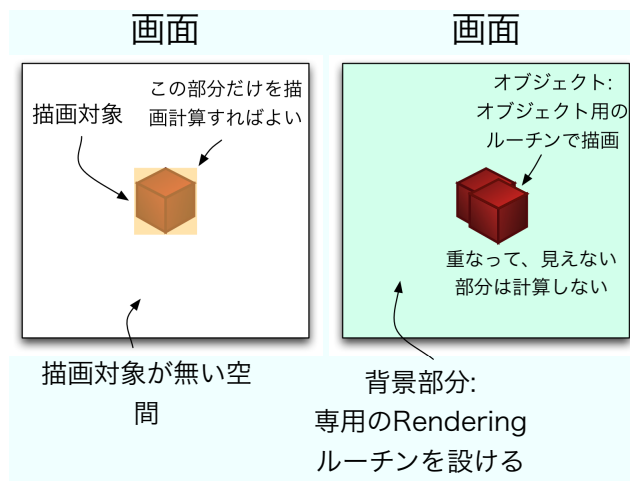 画面
この部分だけを描
画計算すればよい
描画対象
描画対象が無い空
間
画面
オブジェクト:
オブジェクト用の
ルーチンで描画
重なって、見えない
部分は計算しない
背景部分:
専用のRendering
ルーチンを設ける